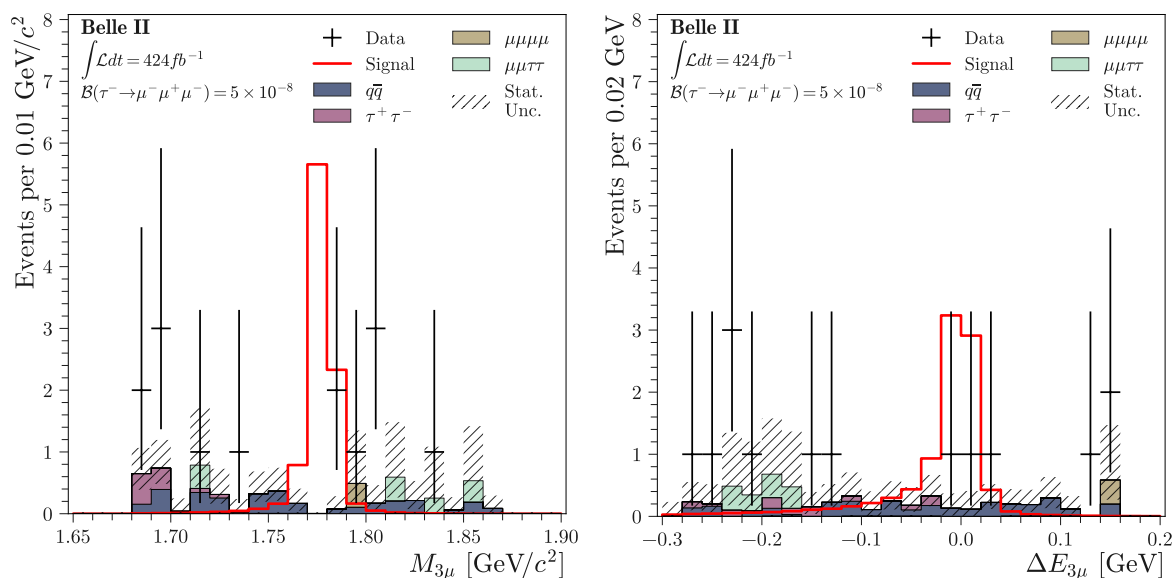 Belle II
∫ℒdt = 424 fb⁻¹
ℬ(τ⁻→μ⁻μ⁺μ⁻) = 5 × 10⁻⁸
Data
Signal
qq̅
τ⁺τ⁻
μμμμ
μμττ
Stat.
Unc.
Events per 0.01 GeV/c²
8
7
6
5
4
3
2
1
0
1.65
1.70
1.75
1.80
1.85
1.90
M₃μ [GeV/c²]
Belle II
∫ℒdt = 424 fb⁻¹
ℬ(τ⁻→μ⁻μ⁺μ⁻) = 5 × 10⁻⁸
Data
Signal
qq̅
τ⁺τ⁻
μμμμ
μμττ
Stat.
Unc.
Events per 0.02 GeV
8
7
6
5
4
3
2
1
0
−0.3
−0.2
−0.1
0.0
0.1
0.2
ΔE₃μ [GeV]